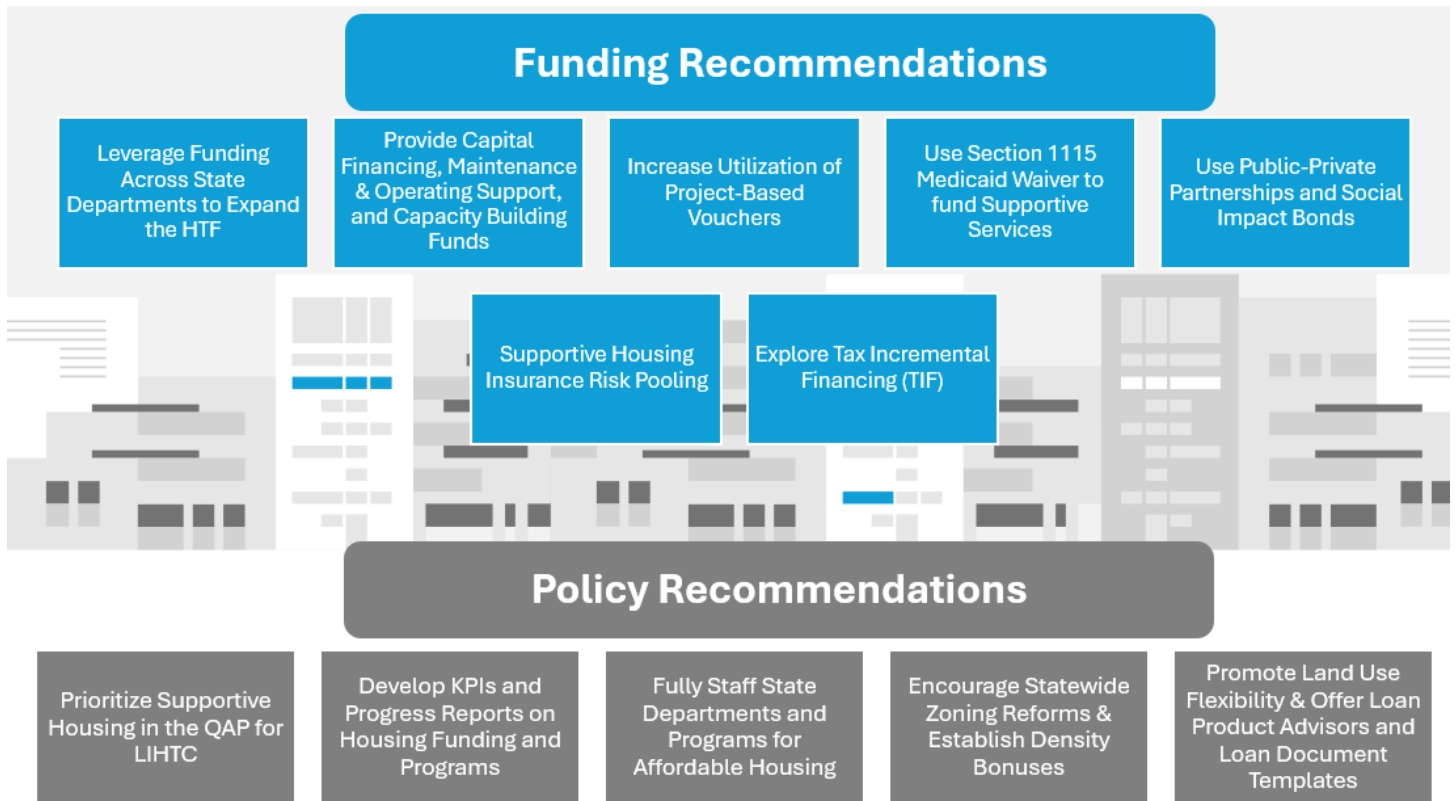 Funding Recommendations
Leverage Funding
Across State
Departments to Expand
the HTF
Provide Capital
Financing, Maintenance
& Operating Support,
and Capacity Building
Funds
Increase Utilization of
Project-Based
Vouchers
Use Section 1115
Medicaid Waiver to
fund Supportive
Services
Use Public-Private
Partnerships and Social
Impact Bonds
Supportive Housing
Insurance Risk Pooling
Explore Tax Incremental
Financing (TIF)
Policy Recommendations
Prioritize Supportive
Housing in the QAP for
LIHTC
Develop KPIs and
Progress Reports on
Housing Funding and
Programs
Fully Staff State
Departments and
Programs for
Affordable Housing
Encourage Statewide
Zoning Reforms &
Establish Density
Bonuses
Promote Land Use
Flexibility & Offer Loan
Product Advisors and
Loan Document
Templates